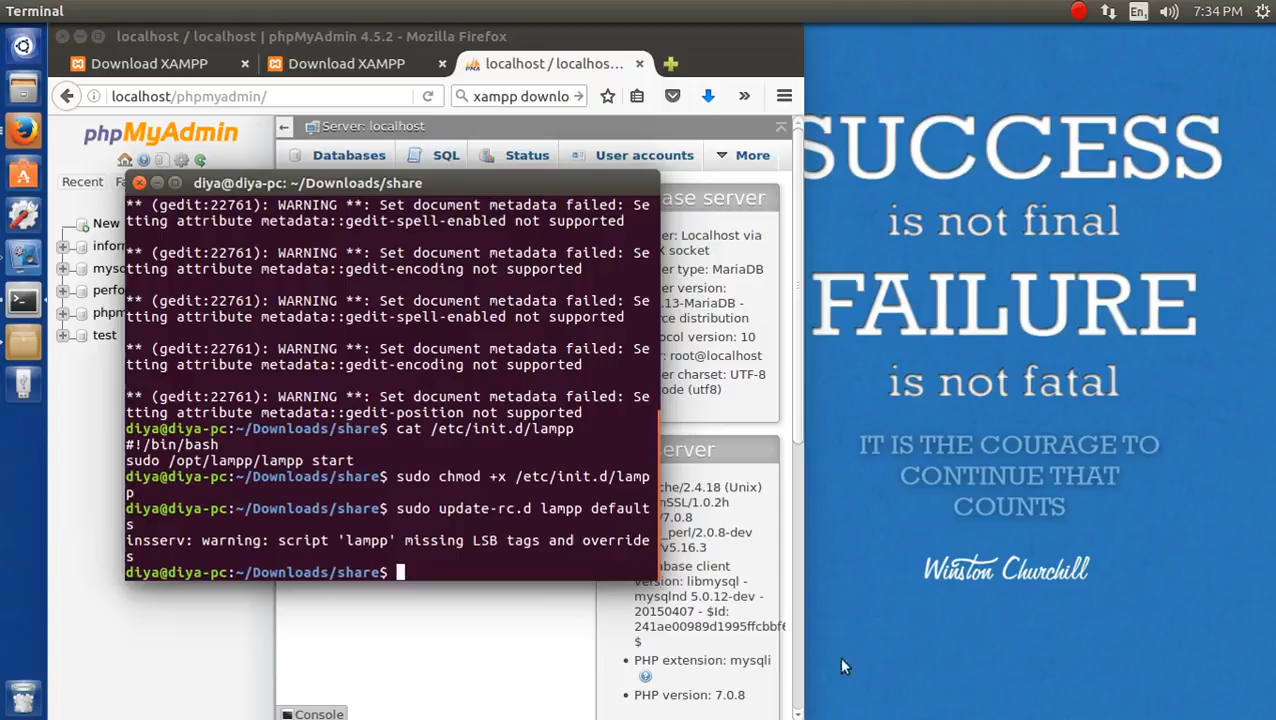 Terminal
En1
7:34 PM
localhost / localhost | phpMyAdmin 4.5.2 - Mozilla Firefox
Download XAMPP
Download XAMPP
localhost / localhos...
localhost/phpmyadmin/
xampp downlo
phpMyAdmin
Server: localhost
Databases
SQL
Status
User accounts
More
Recent
Fa
New
inforr
mysc
perfo
phpm
test
diya@diya-pc: ~/Downloads/share
** (gedit:22761): WARNING **: Set document metadata failed: Se
tting attribute metadata::gedit-spell-enabled not supported
** (gedit:22761): WARNING **: Set document metadata failed: Se
tting attribute metadata::gedit-encoding not supported
** (gedit:22761): WARNING **: Set document metadata failed: Se
tting attribute metadata::gedit-spell-enabled not supported
** (gedit:22761): WARNING **: Set document metadata failed: Se
tting attribute metadata::gedit-encoding not supported
** (gedit:22761): WARNING **: Set document metadata failed: Se
tting attribute metadata::gedit-position not supported
diya@diya-pc:~/Downloads/share$ cat /etc/init.d/lampp
#!/bin/bash
sudo /opt/lampp/lampp start
diya@diya-pc:~/Downloads/share$ sudo chmod +x /etc/init.d/lamp
p
diya@diya-pc:~/Downloads/share$ sudo update-rc.d lampp default
s
insserv: warning: script 'lampp' missing LSB tags and override
s
diya@diya-pc:~/Downloads/share$
ase server
er: Localhost via
X socket
er type: MariaDB
er version:
.13-MariaDB -
rce distribution
ocol version: 10
er: root@localhost
er charset: UTF-8
code (utf8)
server
che/2.4.18 (Unix)
nSSL/1.0.2h
/7.0.8
_perl/2.0.8-dev
v5.16.3
base client
version: libmysql -
mysqlnd 5.0.12-dev -
20150407 - $Id:
241ae00989d1995ffcbbf6
$
PHP extension: mysqli
PHP version: 7.0.8
Console
SUCCESS
is not final
FAILURE
is not fatal
IT IS THE COURAGE TO
CONTINUE THAT
COUNTS
Winston Churchill